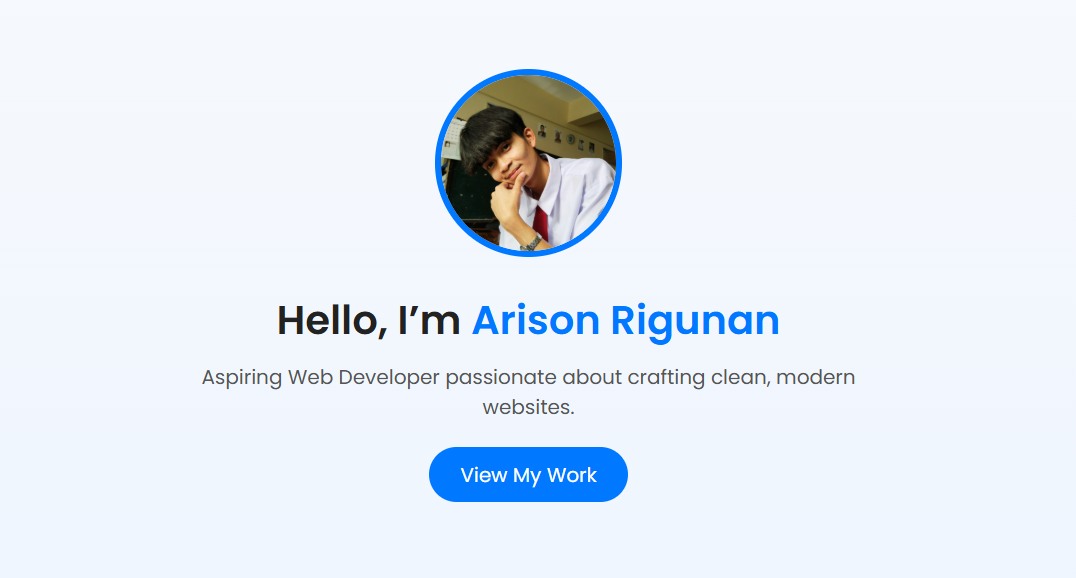 Hello, I’m Arison Rigunan
Aspiring Web Developer passionate about crafting clean, modern
websites.
View My Work